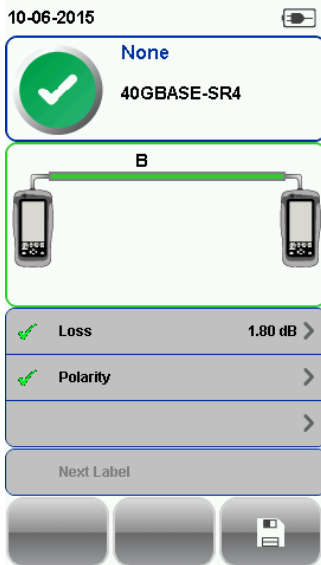 10-06-2015
None
40GBASE-SR4
B
Loss 1.80 dB
Polarity
Next Label